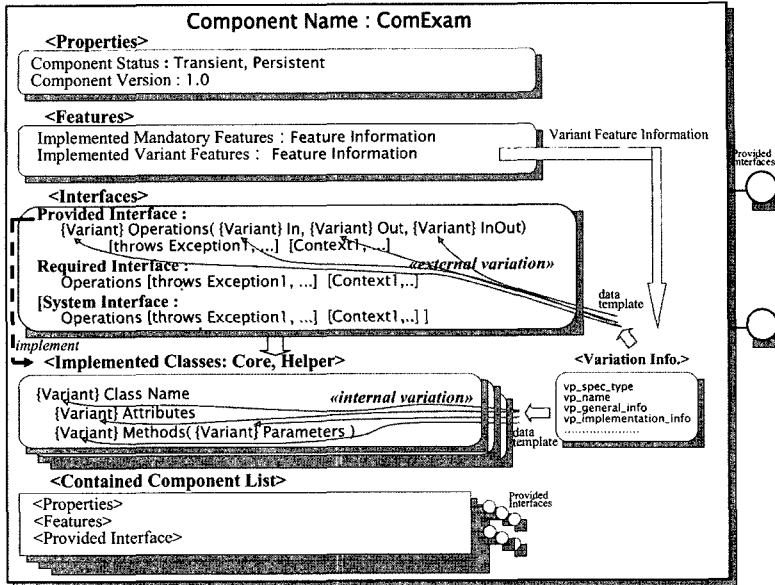 Component Name : ComExam
<Properties>
Component Status : Transient, Persistent
Component Version : 1.0
<Features>
Implemented Mandatory Features : Feature Information
Implemented Variant Features : Feature Information
Variant Feature Information
Provided
Interfaces
<Interfaces>
Provided Interface :
{Variant} Operations( {Variant} In, {Variant} Out, {Variant} InOut)
[throws Exception1, ...] [Context1,...]
«external variation»
Required Interface :
Operations [throws Exception1, ...] [Context1,..]
[System Interface :
Operations [throws Exception1, ...] [Context1,..] ]
data
template
implement
<Implemented Classes: Core, Helper>
{Variant} Class Name
«internal variation»
{Variant} Attributes
{Variant} Methods( {Variant} Parameters )
data
template
<Variation Info.>
vp_spec_type
vp_name
vp_general_info
vp_implementation_info
.....................
<Contained Component List>
<Properties>
<Features>
<Provided Interface>
Provided
Interfaces